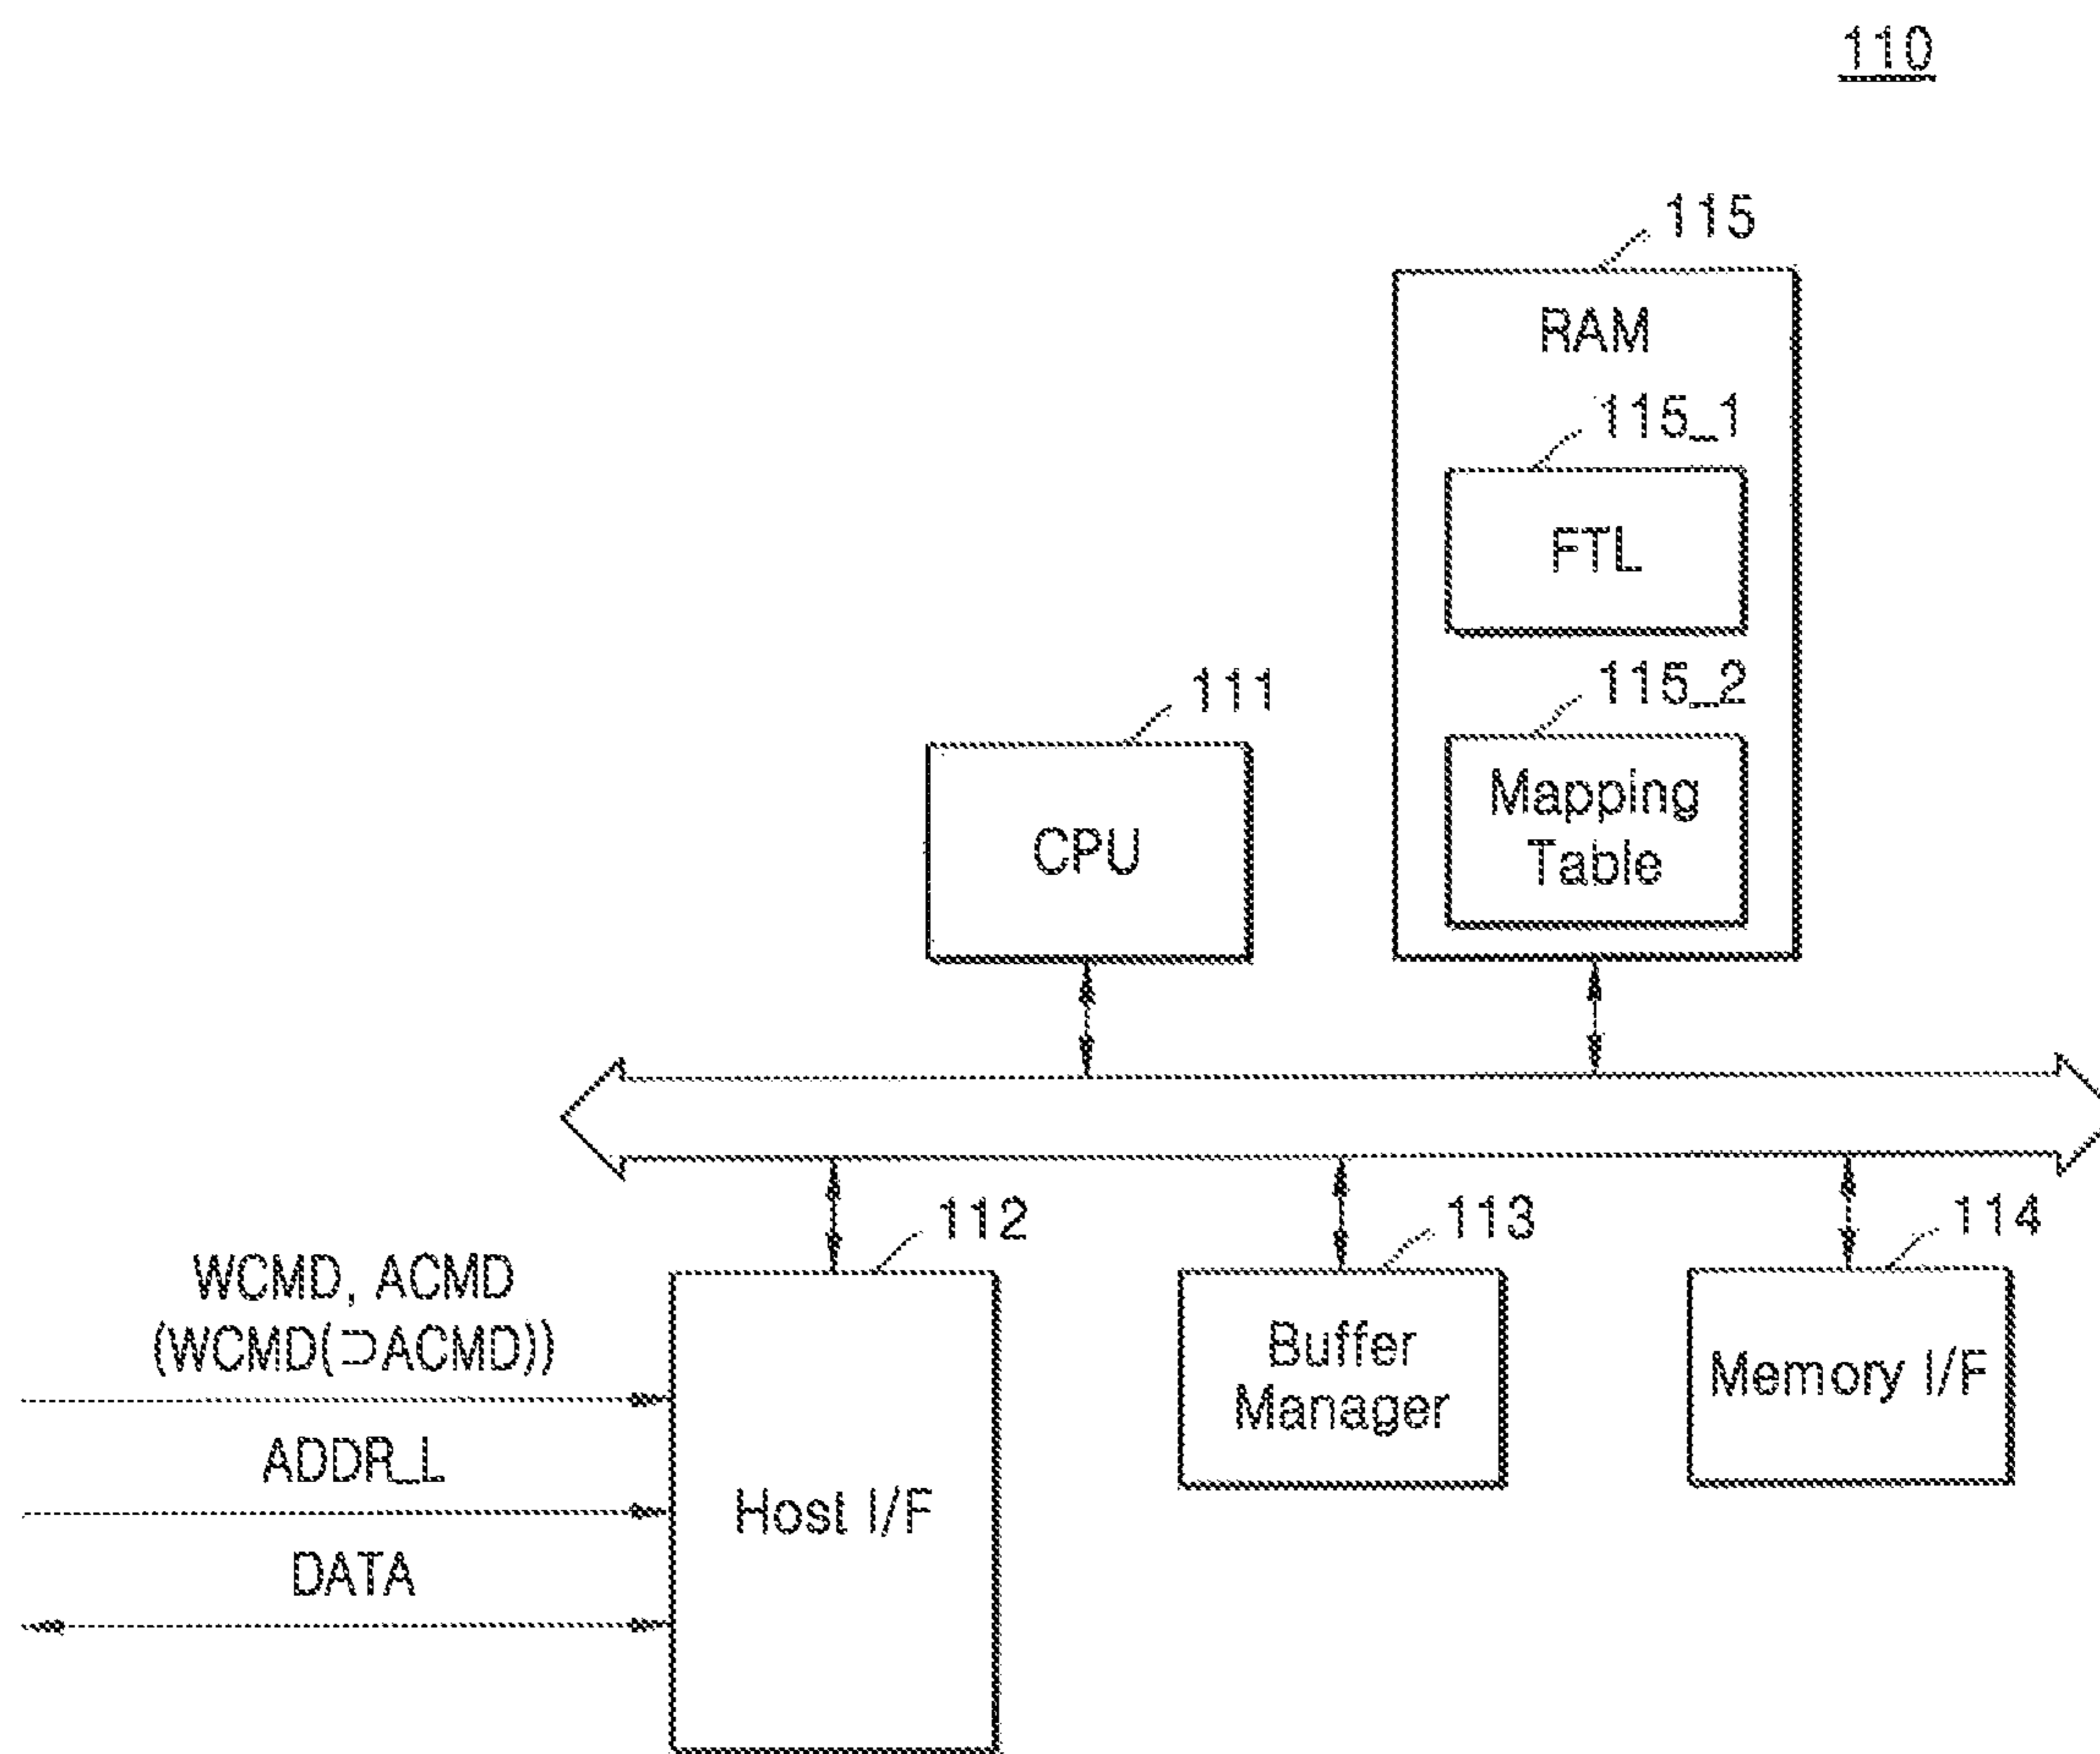 110
115
RAM
115_1
FTL
115_2
Mapping
Table
111
CPU
112
113
114
WCMD, ACMD
(WCMD(⊃ACMD))
ADDR_L
DATA
Host I/F
Buffer
Manager
Memory I/F